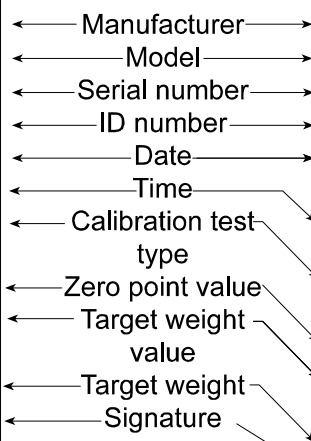 Manufacturer
Model
Serial number
ID number
Date
Time
Calibration test
type
Zero point value
Target weight
value
Target weight
Signature